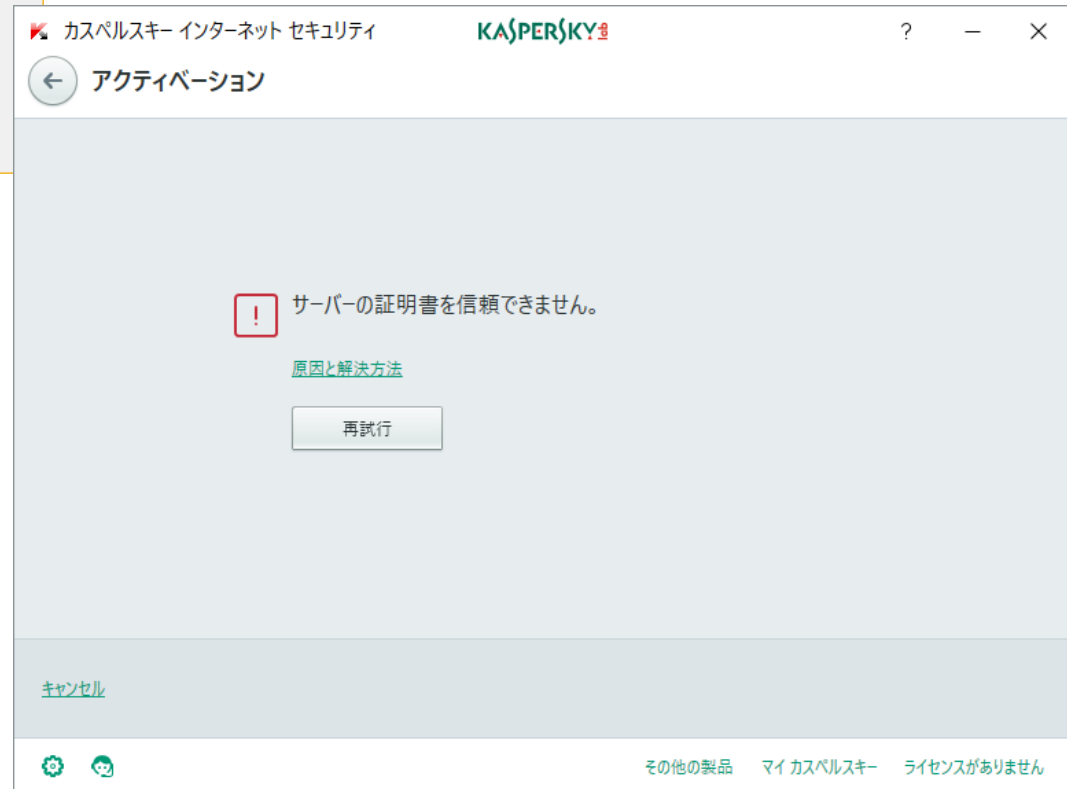 カスペルスキー インターネット セキュリティ KASPERSKY lab ? － ×
アクティベーション
! サーバーの証明書を信頼できません。
原因と解決方法
再試行
キャンセル
その他の製品 マイ カスペルスキー ライセンスがありません